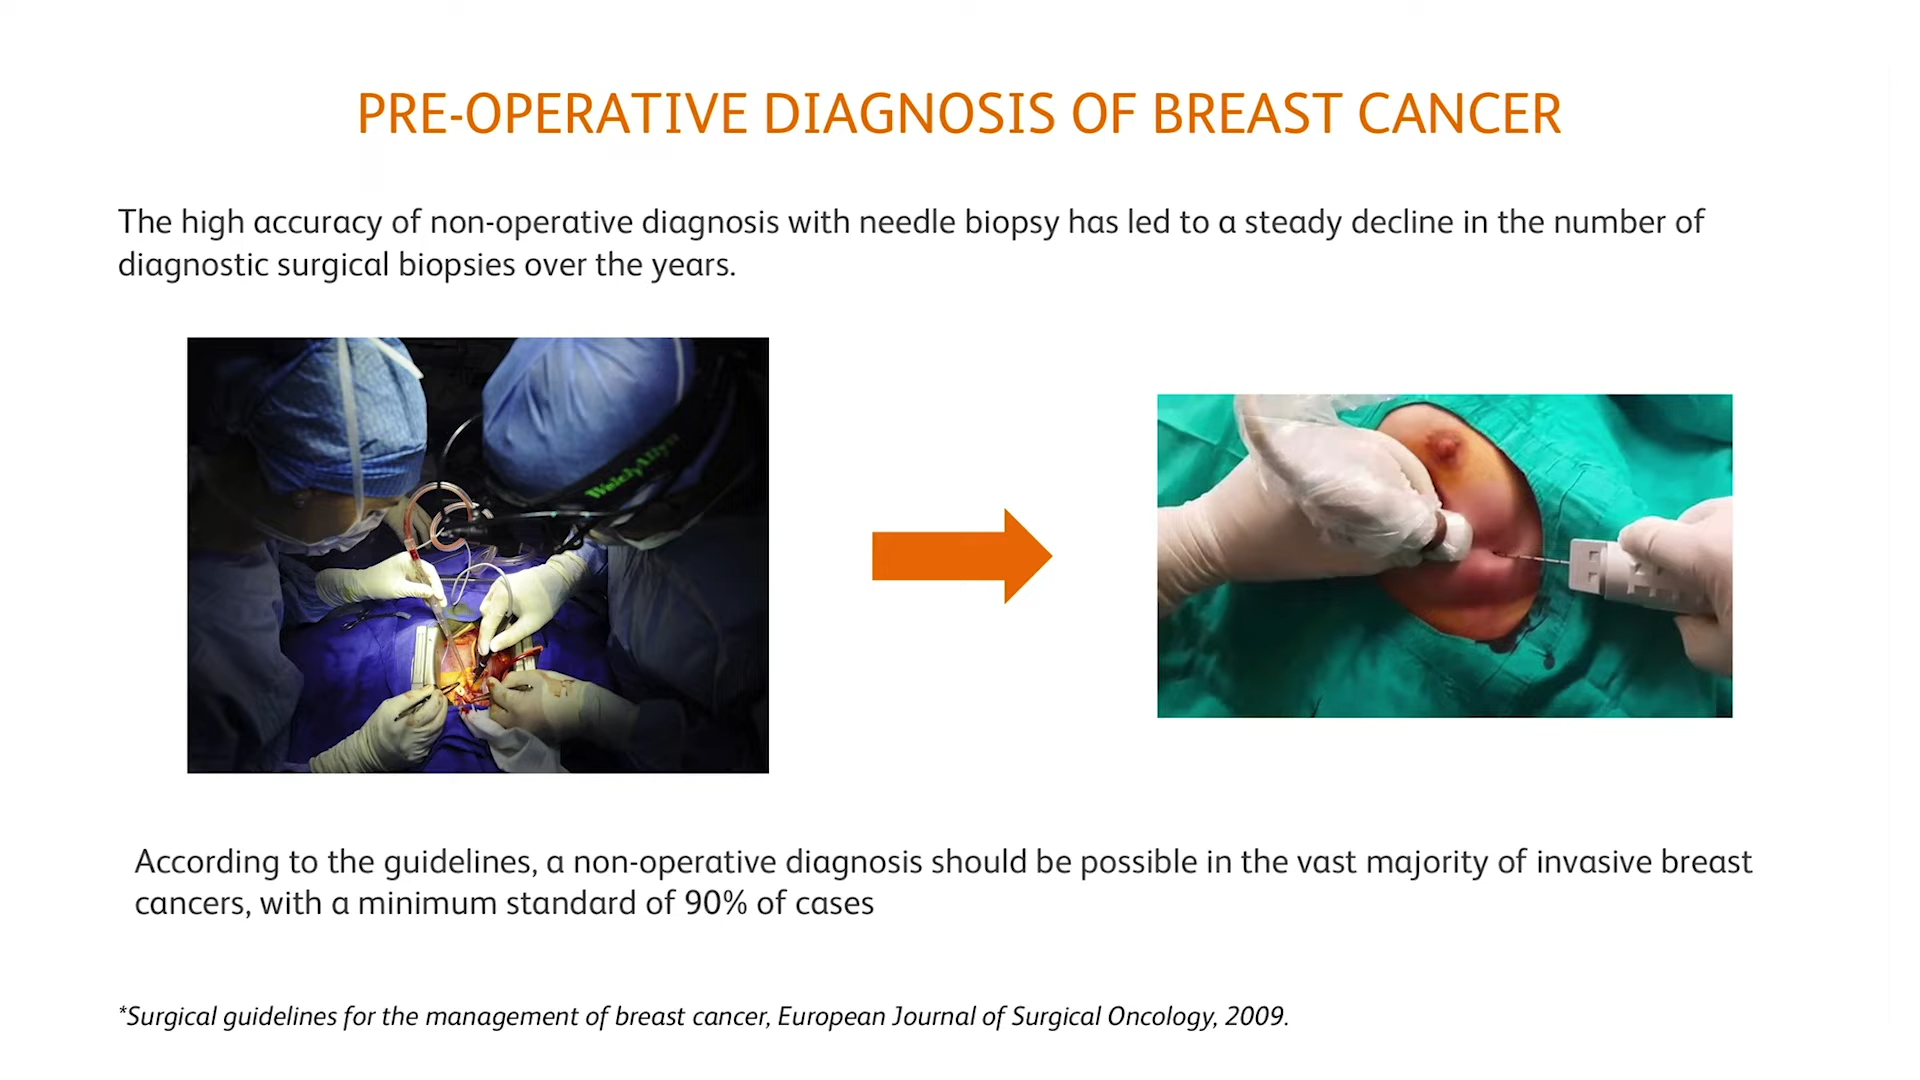 PRE-OPERATIVE DIAGNOSIS OF BREAST CANCER
The high accuracy of non-operative diagnosis with needle biopsy has led to a steady decline in the number of
diagnostic surgical biopsies over the years.
WelchAllyn
According to the guidelines, a non-operative diagnosis should be possible in the vast majority of invasive breast
cancers, with a minimum standard of 90% of cases
*Surgical guidelines for the management of breast cancer, European Journal of Surgical Oncology, 2009.